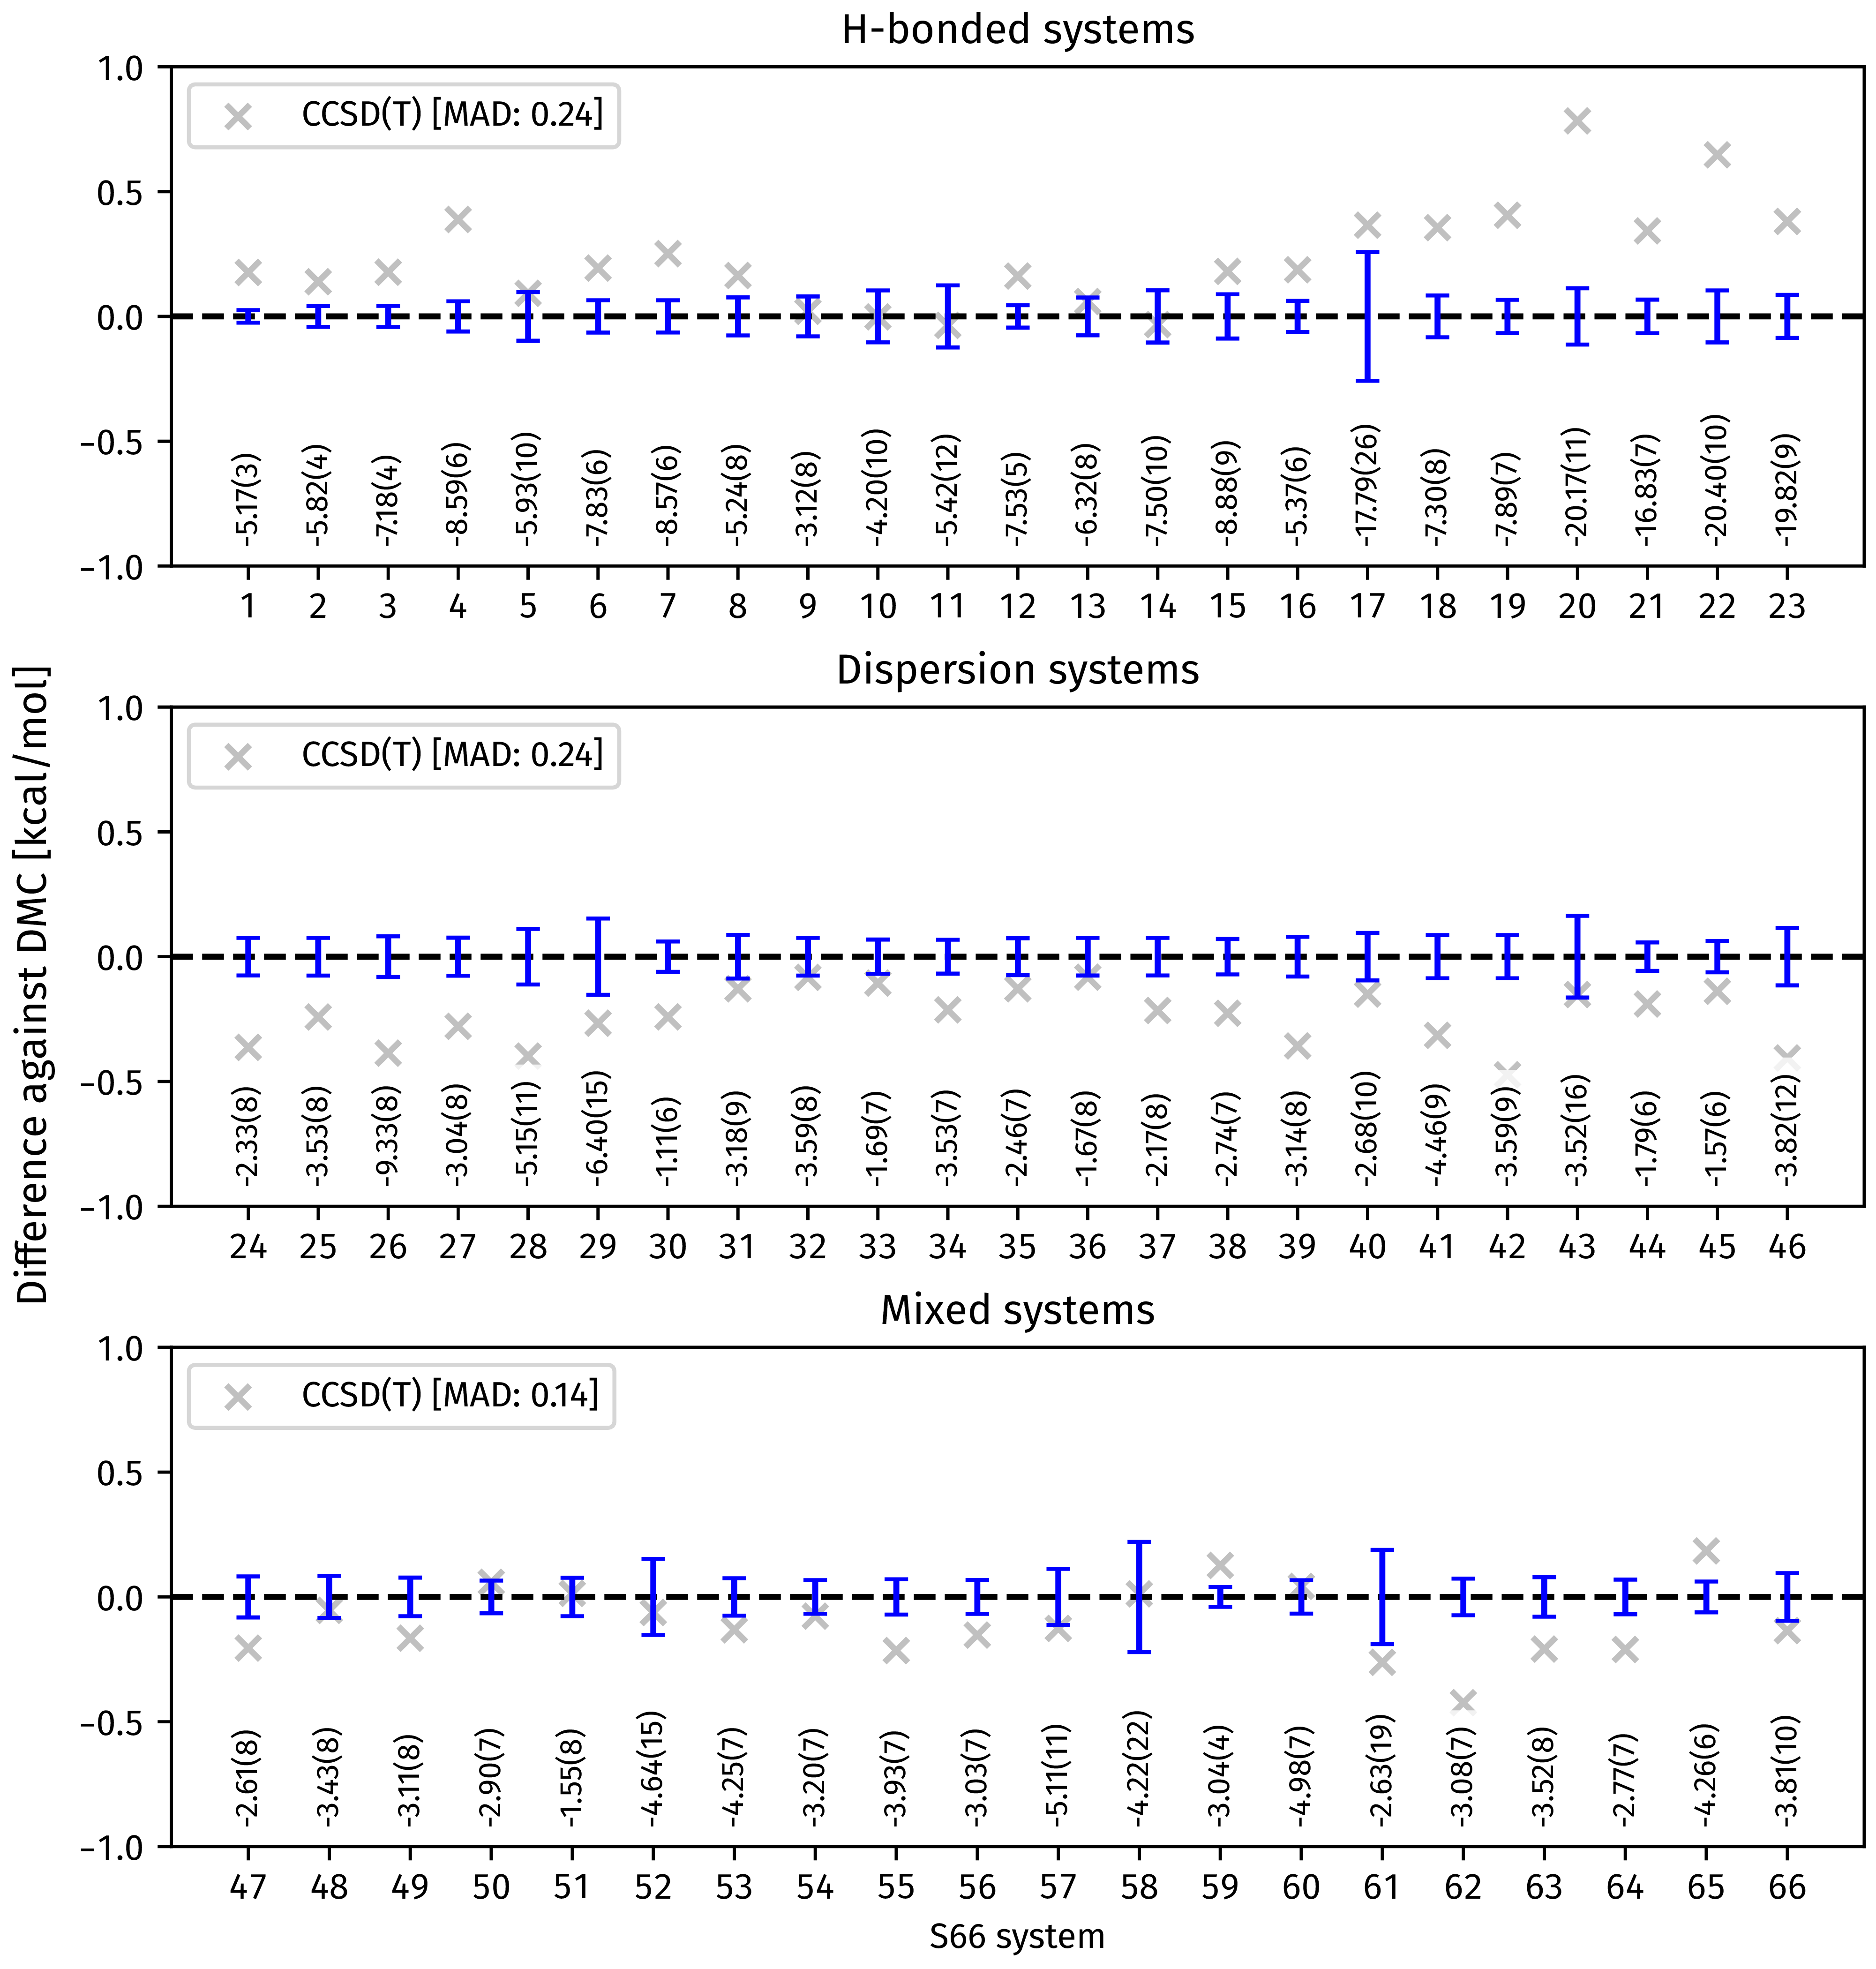 H-bonded systems
CCSD(T) [MAD: 0.24]
1.0
0.5
0.0
−0.5
−1.0
-5.17(3) -5.82(4) -7.18(4) -8.59(6) -5.93(10) -7.83(6) -8.57(6) -5.24(8) -3.12(8) -4.20(10) -5.42(12) -7.53(5) -6.32(8) -7.50(10) -8.88(9) -5.37(6) -17.79(26) -7.30(8) -7.89(7) -20.17(11) -16.83(7) -20.40(10) -19.82(9)
1 2 3 4 5 6 7 8 9 10 11 12 13 14 15 16 17 18 19 20 21 22 23
Difference against DMC [kcal/mol]
Dispersion systems
CCSD(T) [MAD: 0.24]
1.0
0.5
0.0
−0.5
−1.0
-2.33(8) -3.53(8) -9.33(8) -3.04(8) -5.15(11) -6.40(15) -1.11(6) -3.18(9) -3.59(8) -1.69(7) -3.53(7) -2.46(7) -1.67(8) -2.17(8) -2.74(7) -3.14(8) -2.68(10) -4.46(9) -3.59(9) -3.52(16) -1.79(6) -1.57(6) -3.82(12)
24 25 26 27 28 29 30 31 32 33 34 35 36 37 38 39 40 41 42 43 44 45 46
Mixed systems
CCSD(T) [MAD: 0.14]
1.0
0.5
0.0
−0.5
−1.0
-2.61(8) -3.43(8) -3.11(8) -2.90(7) -1.55(8) -4.64(15) -4.25(7) -3.20(7) -3.93(7) -3.03(7) -5.11(11) -4.22(22) -3.04(4) -4.98(7) -2.63(19) -3.08(7) -3.52(8) -2.77(7) -4.26(6) -3.81(10)
47 48 49 50 51 52 53 54 55 56 57 58 59 60 61 62 63 64 65 66
S66 system